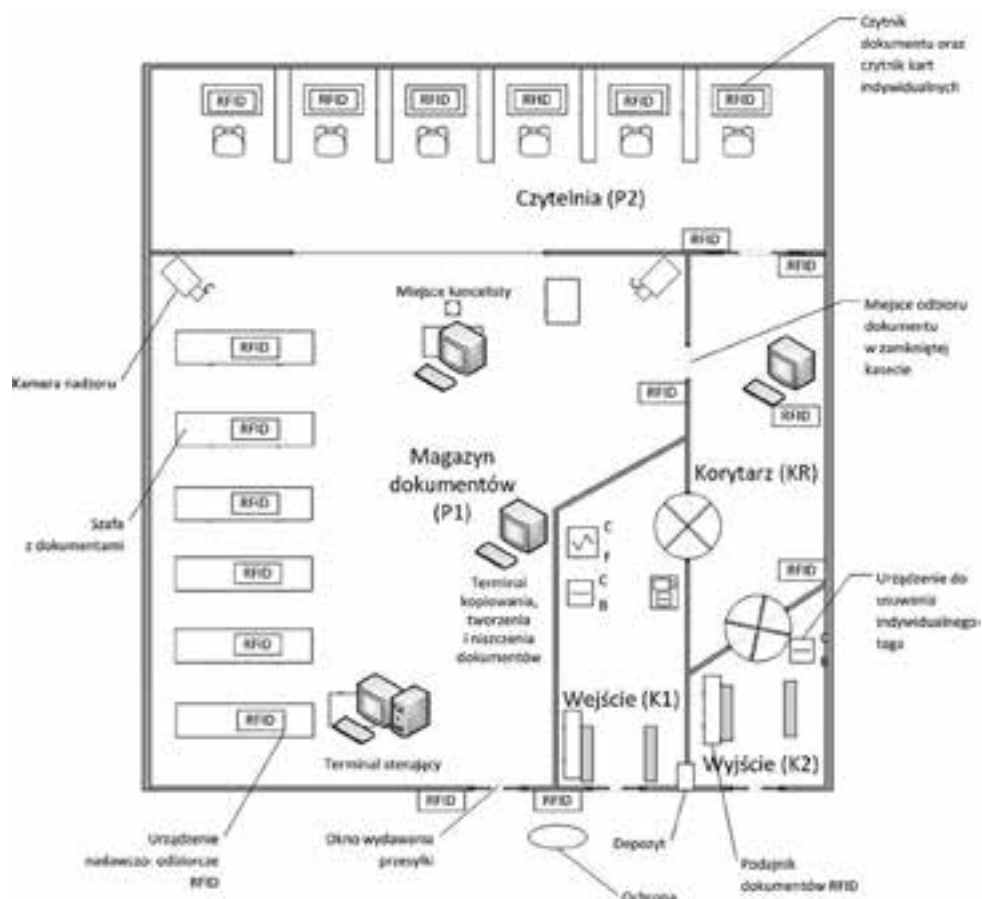 Czytnik
dokumentu oraz
czytnik kart
indywidualnych
RFID
RFID
RFID
RFID
RFID
RFID
Czytelnia (P2)
RFID
RFID
Miejsce kancelisty
Miejsce odbioru
dokumentu
w zamkniętej
kasecie
RFID
Kamera nadzoru
RFID
RFID
RFID
Magazyn
dokumentów
(P1)
Korytarz (KR)
Szafa
z dokumentami
RFID
C
F
C
B
RFID
RFID
Urządzenie do
usuwania
indywidualnego
taga
Terminal
kopiowania,
tworzenia
i niszczenia
dokumentów
C
B
RFID
Wejście (K1)
RFID
Terminal sterujący
Wyjście (K2)
RFID
RFID
Urządzenie
nadawczo-odbiorcze
RFID
Okno wydawania
przesyłki
Depozyt
Podajnik
dokumentów RFID
Ochrona